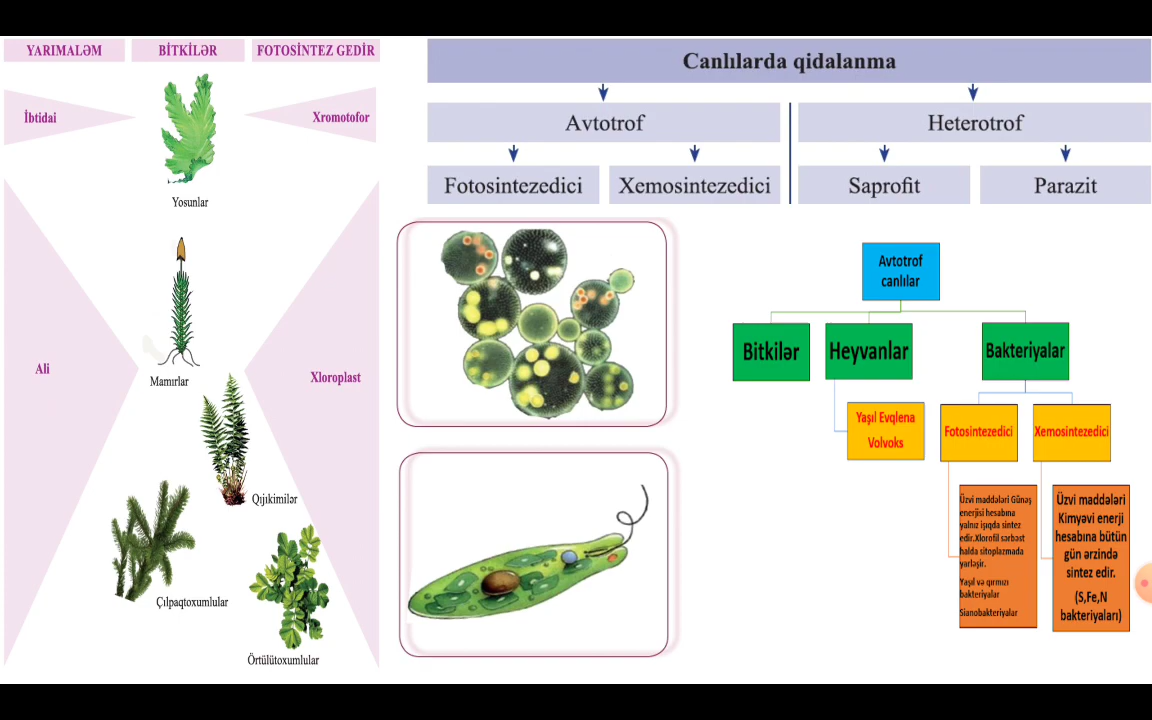 YARIMALƏM
BİTKİLƏR
FOTOSİNTEZ GEDİR
İbtidai
Xromotofor
Yosunlar
Ali
Xloroplast
Mamırlar
Qıjıkimilər
Çılpaqtoxumlular
Örtülütoxumlular
Canlılarda qidalanma
Avtotrof
Heterotrof
Fotosintezedici
Xemosintezedici
Saprofit
Parazit
Avtotrof
canlılar
Bitkilər
Heyvanlar
Bakteriyalar
Yaşıl Evqlena
Volvoks
Fotosintezedici
Xemosintezedici
Üzvi maddələri Günəş
enerjisi hesabına
yalnız işıqda sintez
edir.Xlorofil sərbəst
halda sitoplazmada
yərləşir.
Yaşıl və qırmızı
bakteriyalar
Sianobakteriyalar
Üzvi maddələri
Kimyəvi enerji
hesabına bütün
gün ərzində
sintez edir.
(S,Fe,N
bakteriyaları)